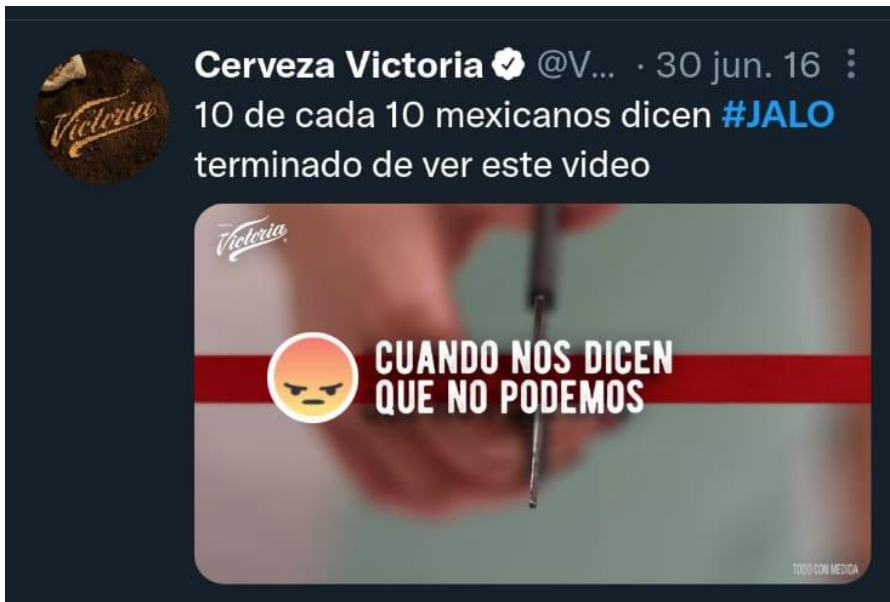 Cerveza Victoria @V... · 30 jun. 16
10 de cada 10 mexicanos dicen #JALO
terminado de ver este video
Victoria
Victoria
CUANDO NOS DICEN
QUE NO PODEMOS
TODO CON MEDIDA